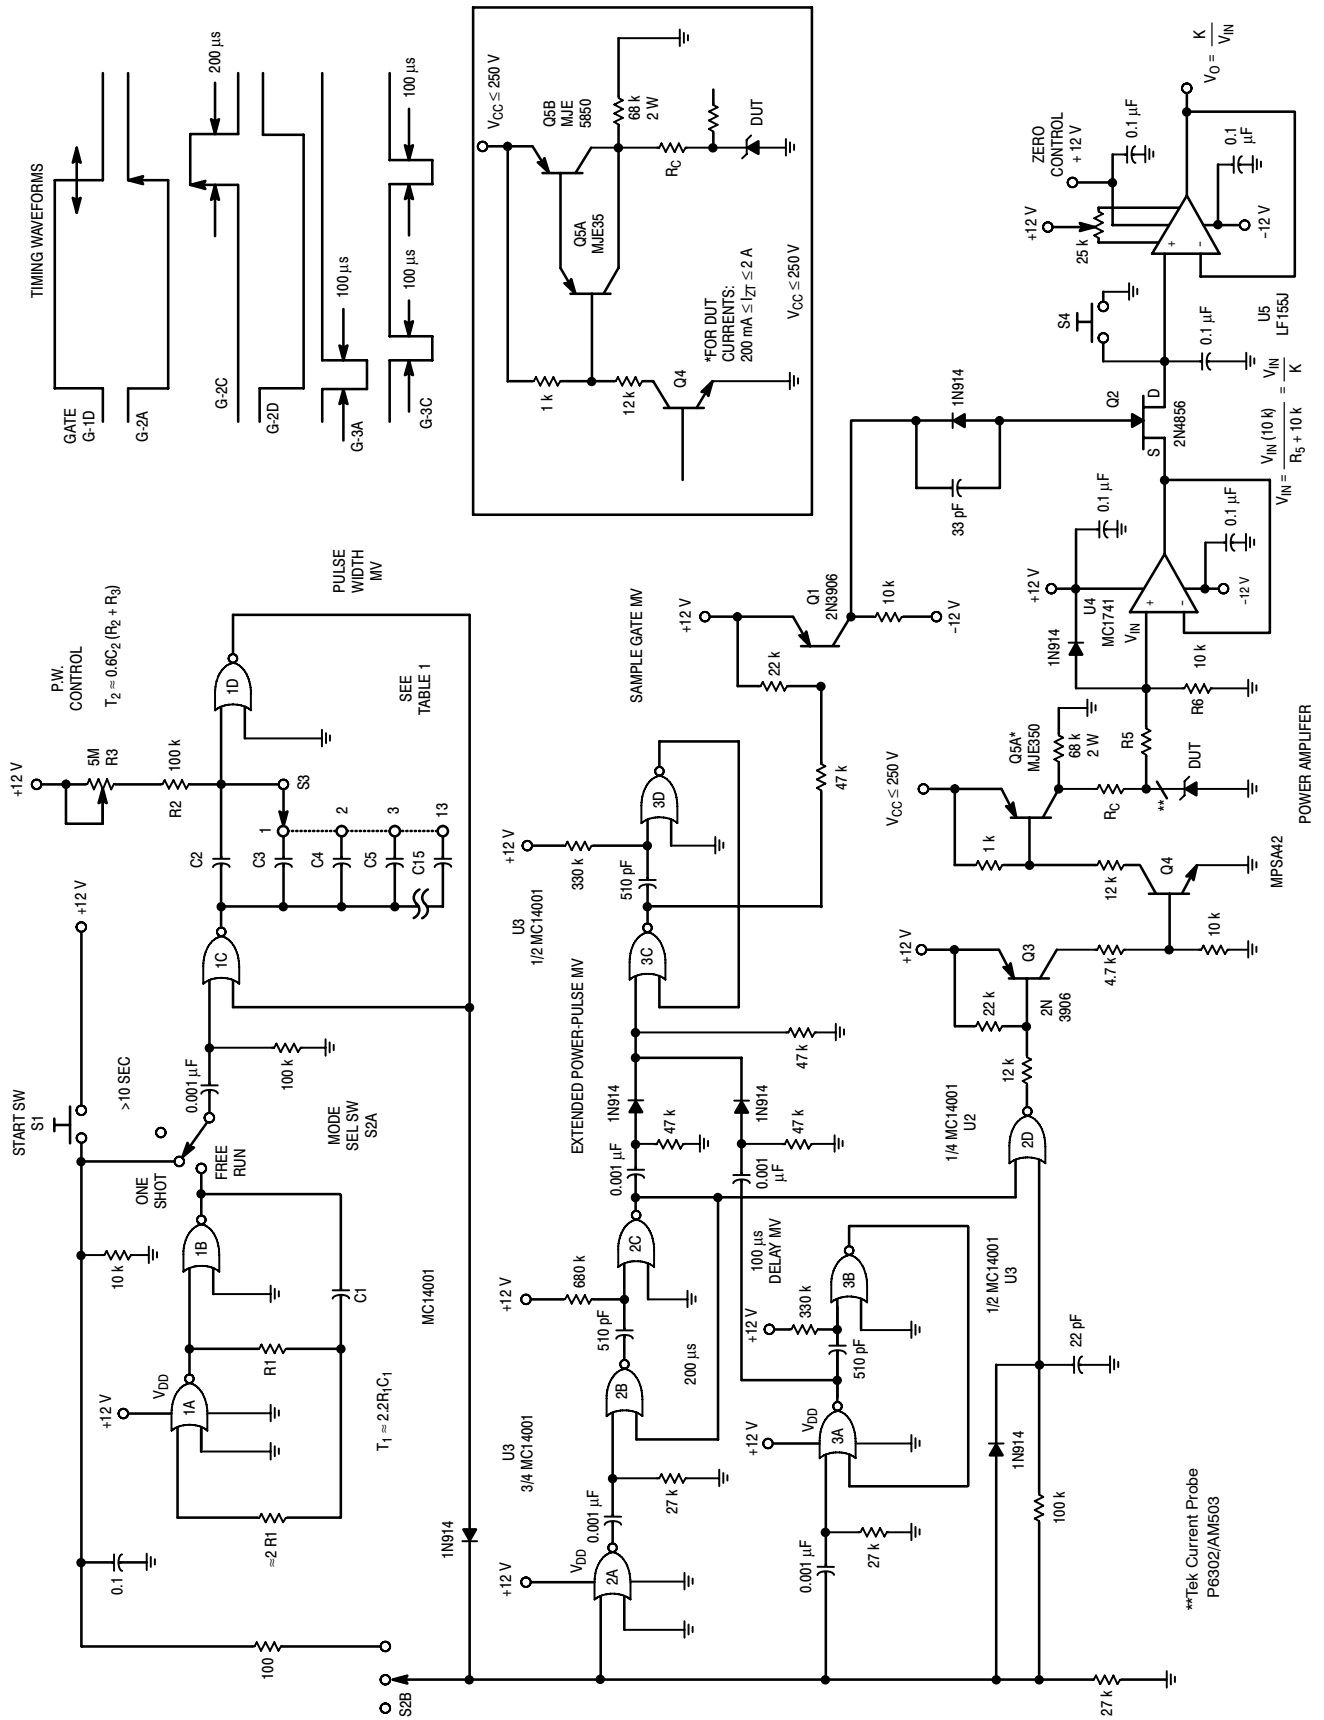 TIMING WAVEFORMS
GATE
G-1D
G-2A
G-2C
200 μs
G-2D
G-3A
100 μs
G-3C
100 μs
100 μs
START SW
S1
+12 V
>10 SEC
0.1
10 k
100
S2B
ONE
SHOT
FREE
RUN
MODE
SEL SW
S2A
0.001 μF
100 k
+12 V
VDD
1A
1B
R1
≈2 R1
C1
MC14001
T1 ≈ 2.2R1C1
1C
+12 V
5M
R3
P.W.
CONTROL
T2 ≈ 0.6C2 (R2 + R3)
100 k
R2
C2
C3
C4
C5
C15
1
2
3
13
S3
1D
SEE
TABLE 1
PULSE
WIDTH
MV
1N914
VCC ≤ 250 V
Q5B
MJE
5850
Q5A
MJE35
68 k
2 W
RC
DUT
1 k
12 k
Q4
*FOR DUT
CURRENTS:
200 mA ≤ IZT ≤ 2 A
VCC ≤ 250 V
U3
3/4 MC14001
+12 V
VDD
2A
0.001 μF
27 k
2B
200 μs
510 pF
+12 V
680 k
2C
EXTENDED POWER-PULSE MV
0.001 μF
1N914
47 k
0.001
μF
1N914
47 k
47 k
U3
1/2 MC14001
3C
510 pF
+12 V
330 k
3D
SAMPLE GATE MV
47 k
22 k
+12 V
Q1
2N3906
10 k
-12 V
33 pF
1N914
100 μs
DELAY MV
+12 V
VDD
3A
0.001 μF
27 k
510 pF
+12 V
330 k
3B
1/2 MC14001
U3
1/4 MC14001
U2
2D
12 k
22 k
+12 V
Q3
2N
3906
4.7 k
10 k
Q4
MPSA42
12 k
1 k
VCC ≤ 250 V
Q5A*
MJE350
68 k
2 W
RC
**
DUT
R5
R6
10 k
POWER AMPLIFER
1N914
+12 V
U4
MC1741
VIN
+
-
0.1 μF
0.1 μF
-12 V
S
D
Q2
2N4856
VIN = VIN (10 k) / R5 + 10 k = VIN / K
S4
0.1 μF
U5
LF155J
+12 V
25 k
ZERO
CONTROL
+ 12 V
0.1 μF
+
-
0.1
μF
-12 V
VO = K / VIN
1N914
100 k
22 pF
27 k
**Tek Current Probe
P6302/AM503